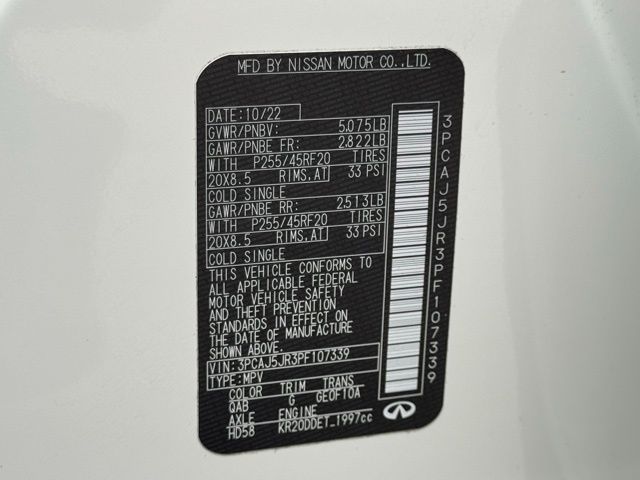 MFD BY NISSAN MOTOR CO.,LTD.
DATE: 10/22
GVWR/PNBV: 5,075LB
GAWR/PNBE FR: 2,822LB
WITH P255/45RF20 TIRES
20X8.5 RIMS,AT 33 PSI
COLD SINGLE
GAWR/PNBE RR: 2,513LB
WITH P255/45RF20 TIRES
20X8.5 RIMS,AT 33 PSI
COLD SINGLE
THIS VEHICLE CONFORMS TO
ALL APPLICABLE FEDERAL
MOTOR VEHICLE SAFETY
AND THEFT PREVENTION
STANDARDS IN EFFECT ON
THE DATE OF MANUFACTURE
SHOWN ABOVE.
VIN: 3PCAJ5JR3PF107339
TYPE: MPV
COLOR TRIM TRANS
QAB G GE0F10A
AXLE ENGINE
HD58 KR20DDET_1997cc
3PCAJ5JR3PF107339